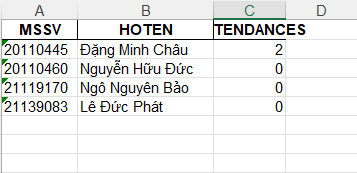 A B C D
MSSV HOTEN TENDANCES
20110445 Đặng Minh Châu 2
20110460 Nguyễn Hữu Đức 0
21119170 Ngô Nguyên Bảo 0
21139083 Lê Đức Phát 0